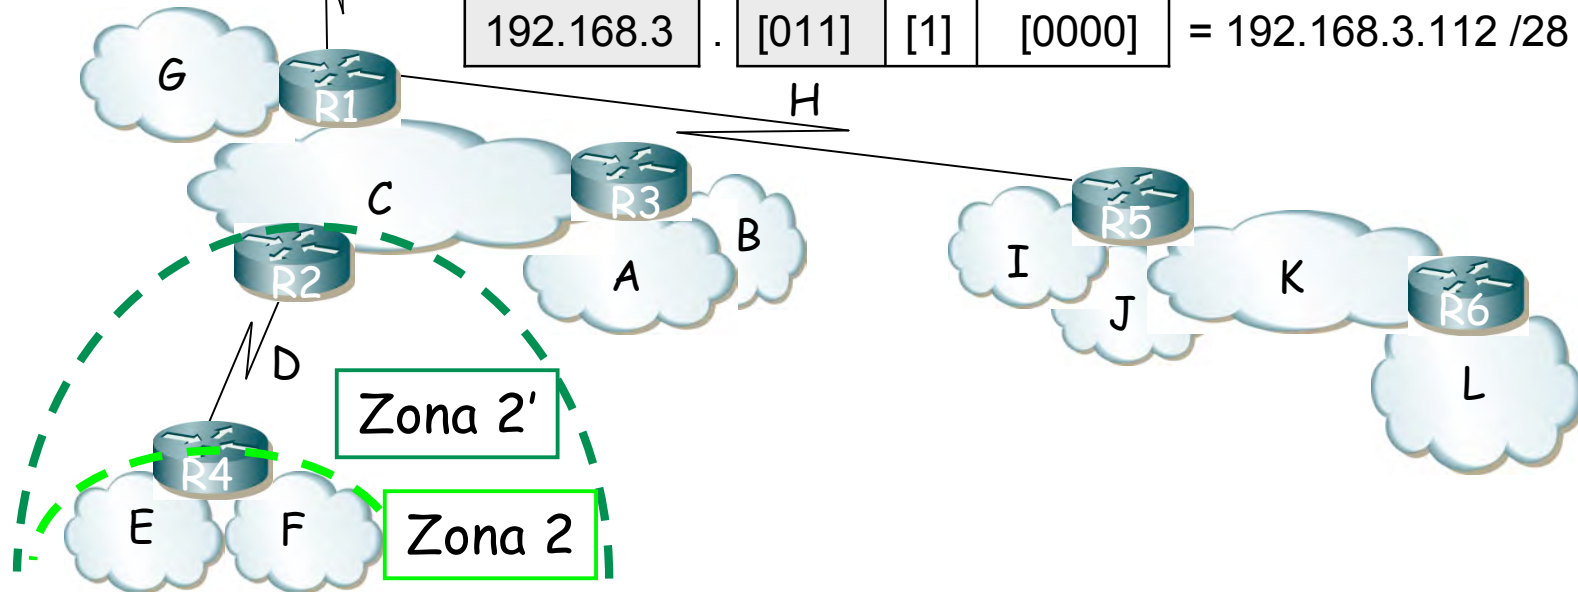 192.168.3 . [011] [1] [0000] = 192.168.3.112 /28
G
R1
H
C
R3
B
A
R2
D
Zona 2’
R4
E
F
Zona 2
R5
I
J
K
R6
L